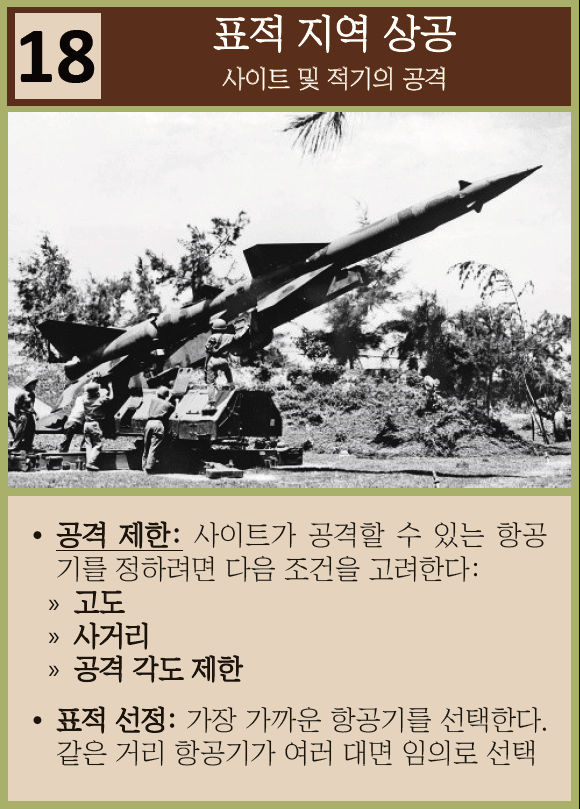 18
표적 지역 상공
사이트 및 적기의 공격
• 공격 제한: 사이트가 공격할 수 있는 항공
기를 정하려면 다음 조건을 고려한다:
» 고도
» 사거리
» 공격 각도 제한
• 표적 선정: 가장 가까운 항공기를 선택한다.
같은 거리 항공기가 여러 대면 임의로 선택